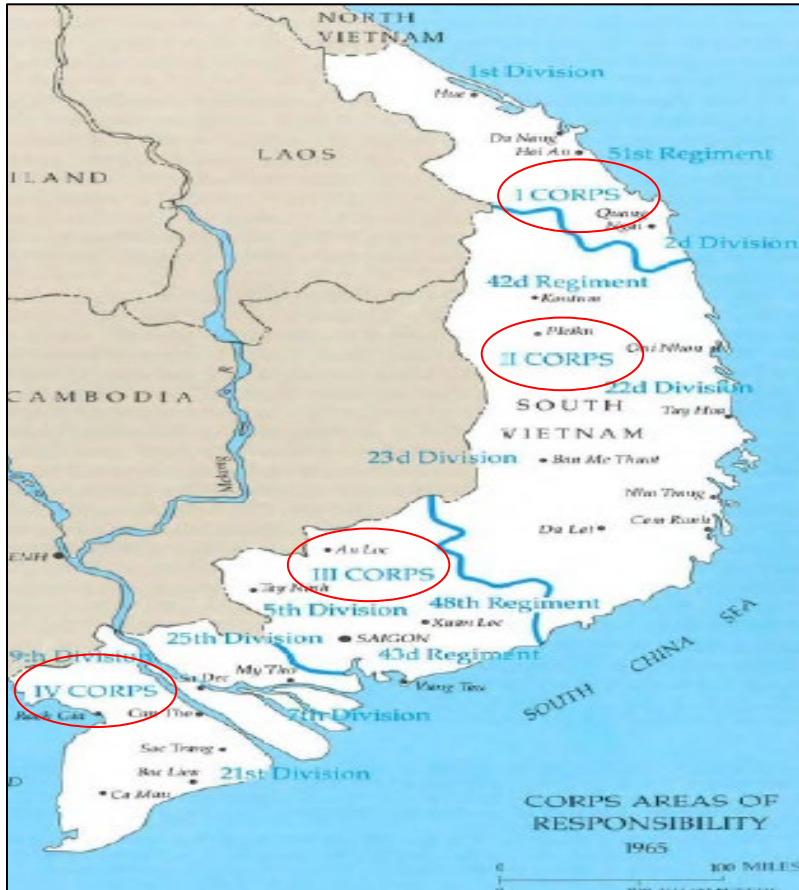 NORTH
VIETNAM
1st Division
Hue
LAOS
Da Nang
Hoi An
51st Regiment
ILAND
I CORPS
Quang
Ngai
2d Division
42d Regiment
Kontum
Pleiku
II CORPS
Qui Nhon
CAMBODIA
22d Division
SOUTH
Tuy Hoa
VIETNAM
Mekong R
23d Division
Ban Me Thuot
Nha Trang
Da Lat
Cam Ranh
An Loc
ENH
III CORPS
Tay Ninh
5th Division
48th Regiment
Xuan Loc
25th Division
SAIGON
43d Regiment
9th Division
My Tho
Sa Dec
IV CORPS
Vung Tau
SOUTH CHINA SEA
Rach Gia
Can Tho
7th Division
Soc Trang
Bac Lieu
21st Division
Ca Mau
D
CORPS AREAS OF
RESPONSIBILITY
1965
0 100 MILES